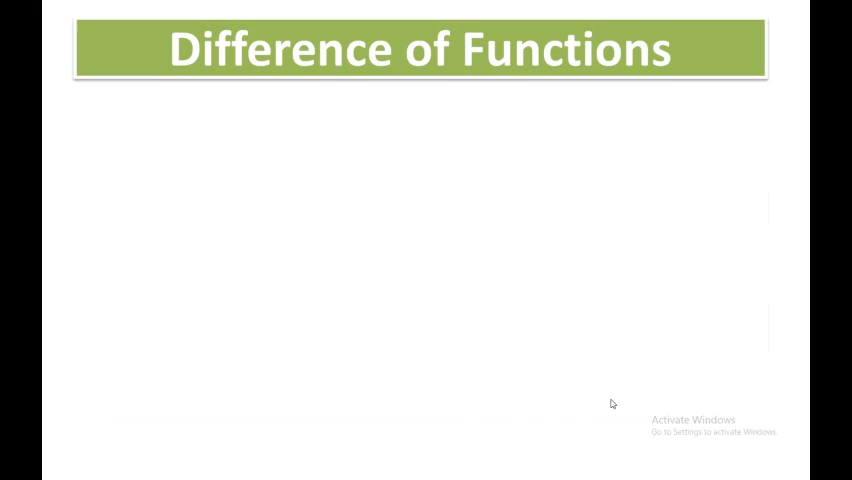 Difference of Functions
Activate Windows
Go to Settings to activate Windows.